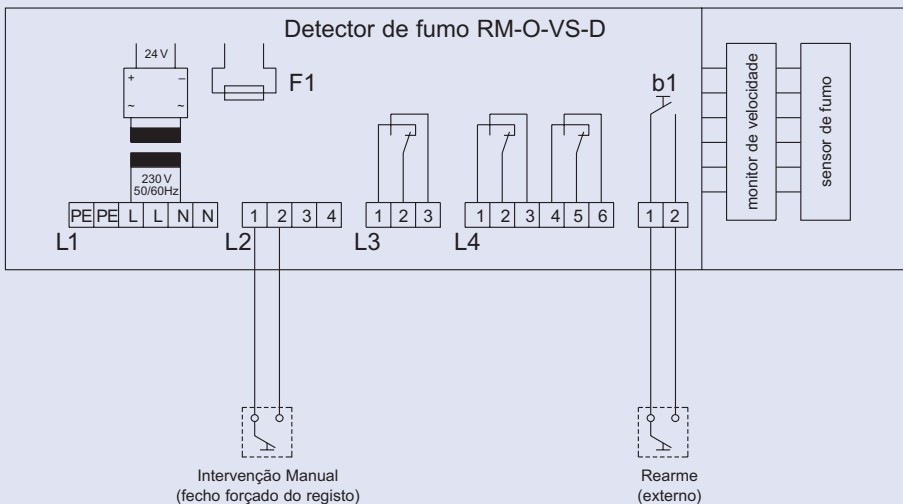 Detector de fumo RM-O-VS-D
24 V
+ –
~ ~
F1
b1
230 V
50/60Hz
PE PE L L N N
1 2 3 4
1 2 3
1 2 3 4 5 6
1 2
L1
L2
L3
L4
monitor de velocidade
sensor de fumo
Intervenção Manual
(fecho forçado do registo)
Rearme
(externo)